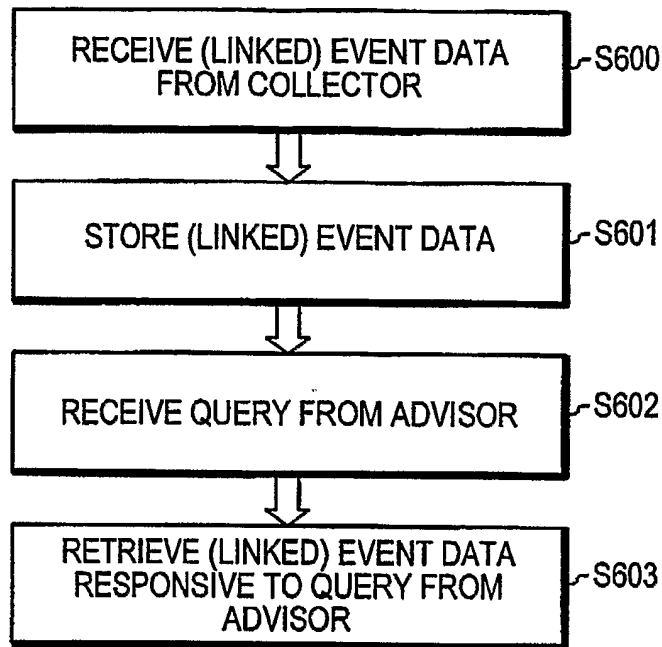 RECEIVE (LINKED) EVENT DATA
FROM COLLECTOR
S600
STORE (LINKED) EVENT DATA
S601
RECEIVE QUERY FROM ADVISOR
S602
RETRIEVE (LINKED) EVENT DATA
RESPONSIVE TO QUERY FROM
ADVISOR
S603